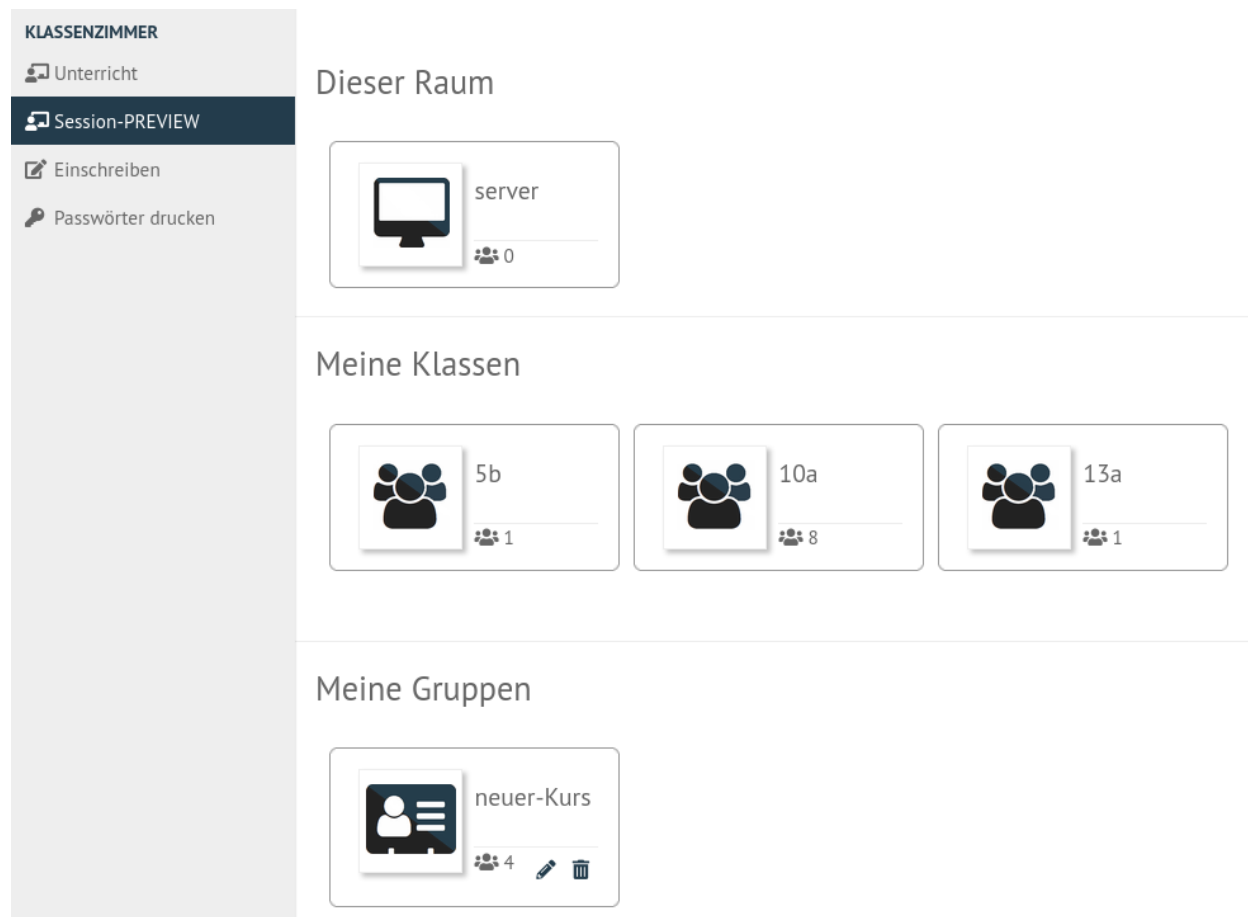 KLASSENZIMMER
Unterricht
Session-PREVIEW
Einschreiben
Passwörter drucken
Dieser Raum
server
0
Meine Klassen
5b
1
10a
8
13a
1
Meine Gruppen
neuer-Kurs
4